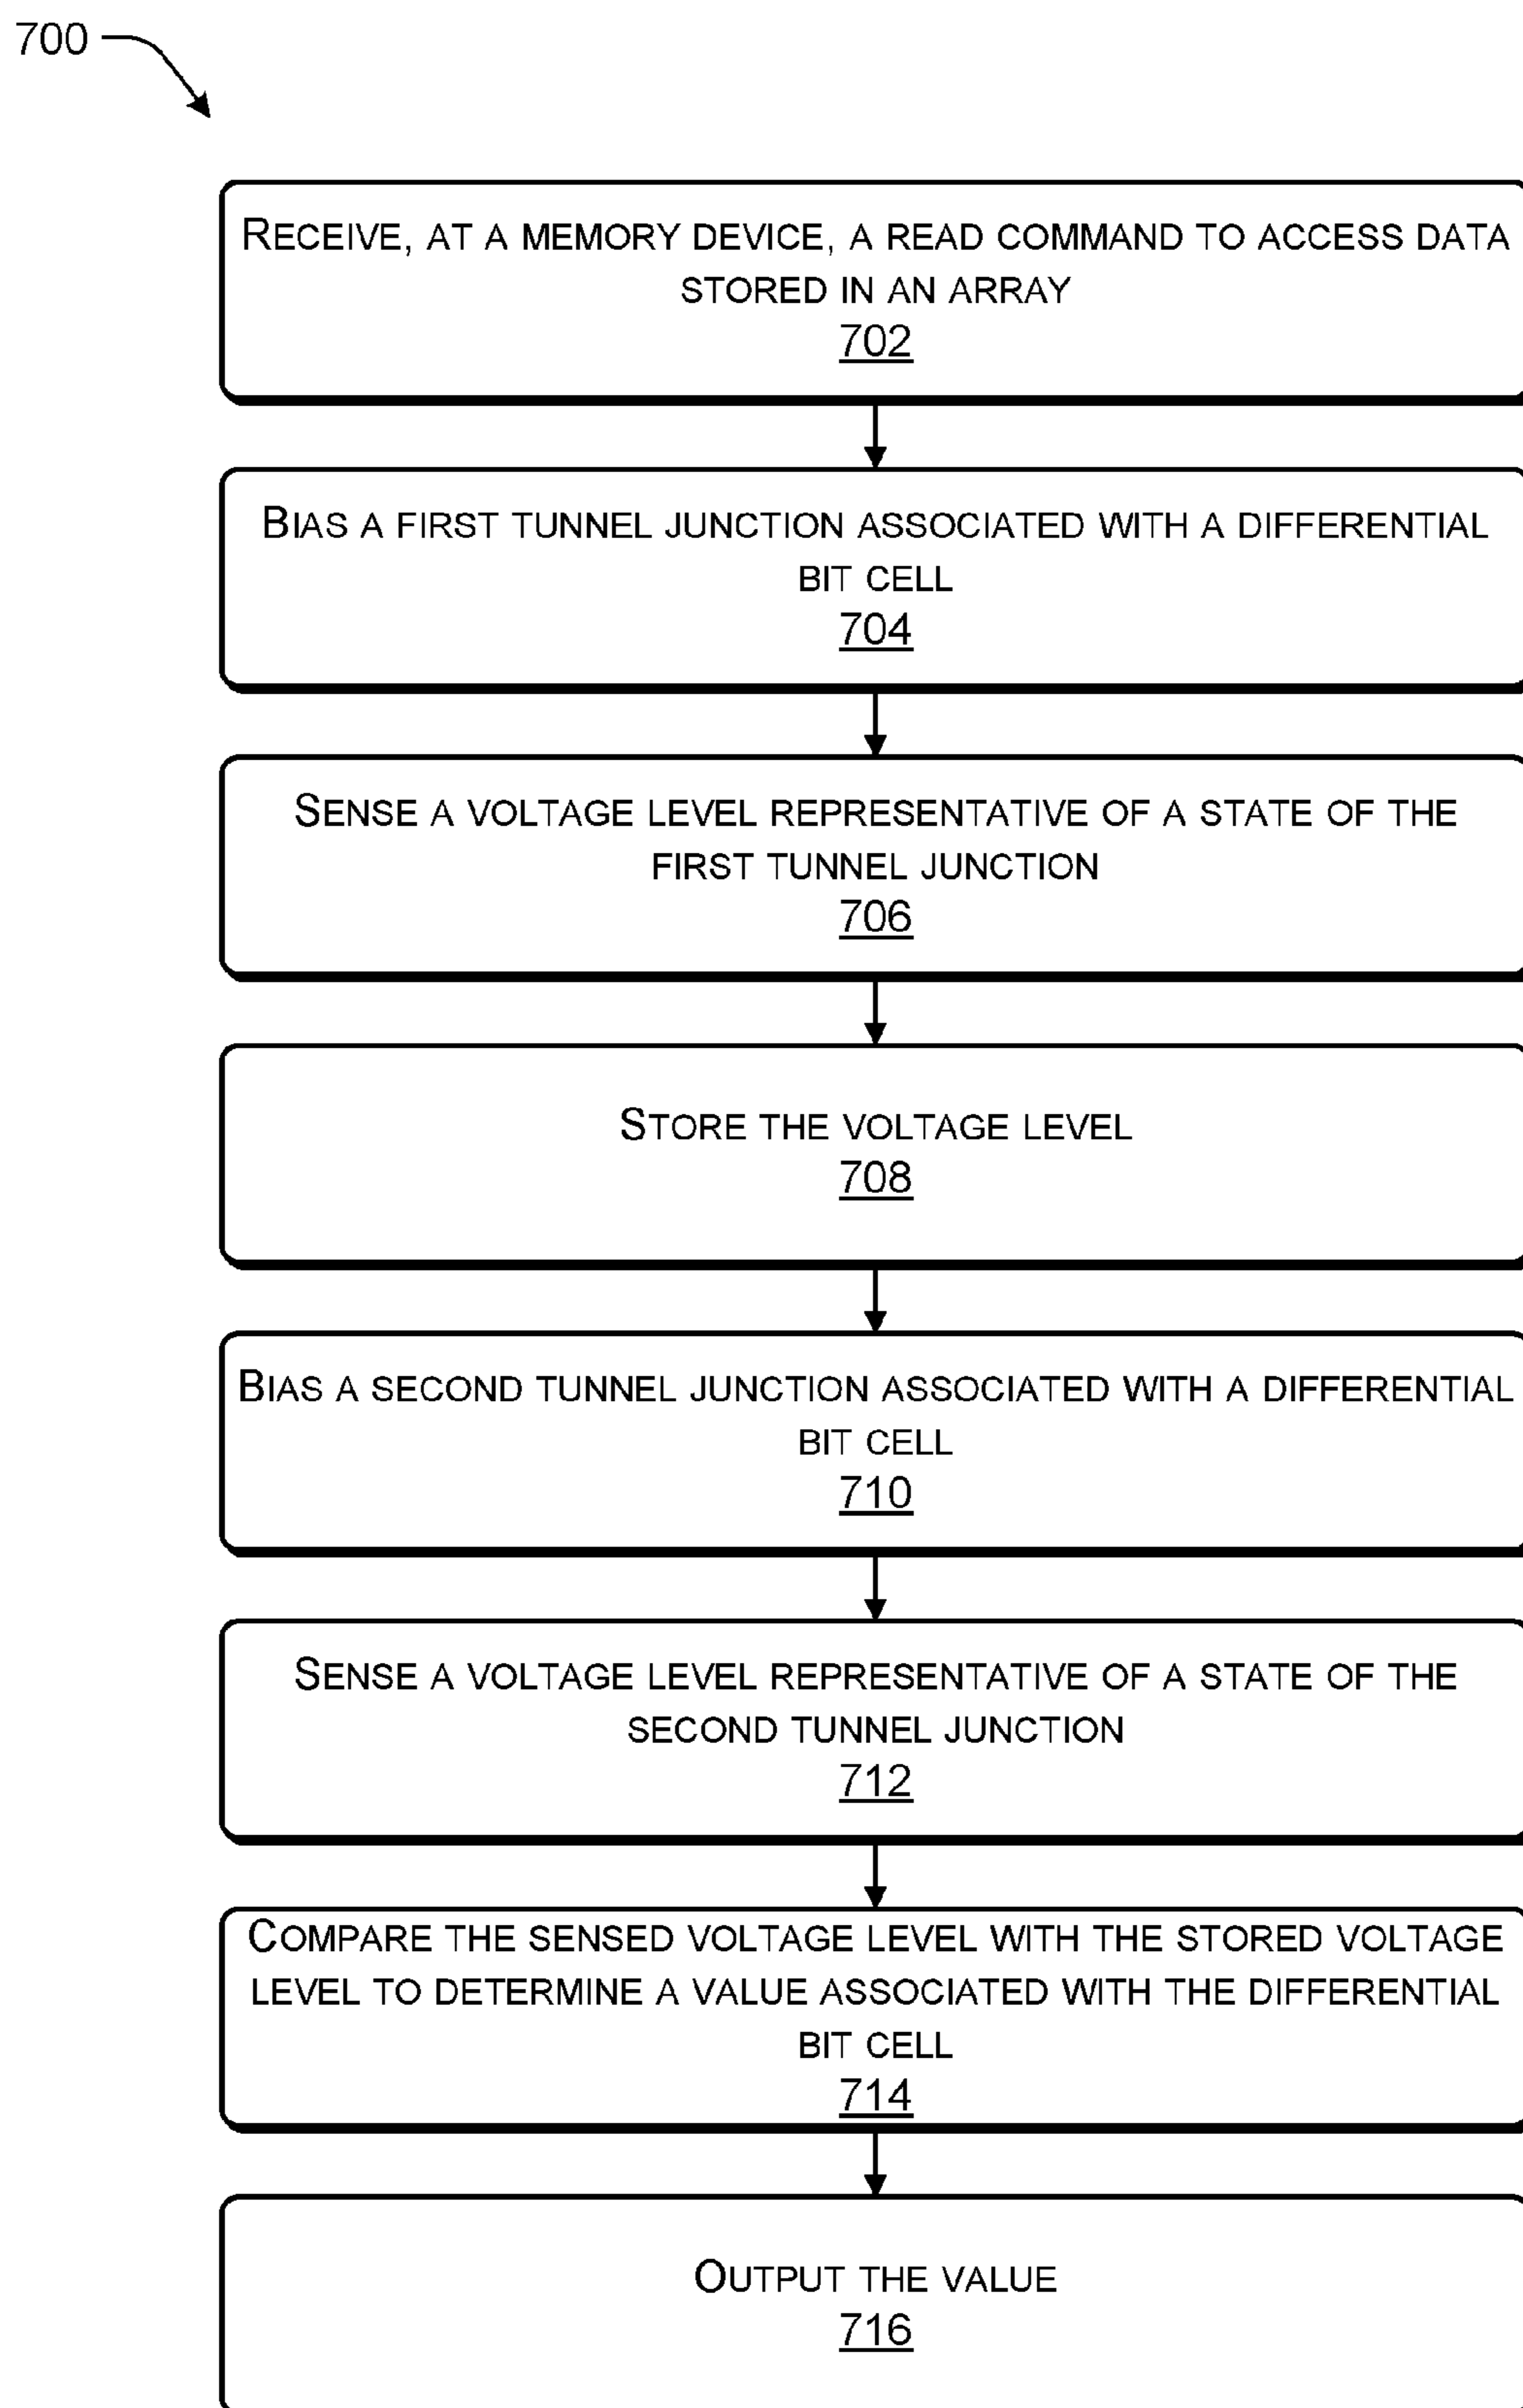 700
RECEIVE, AT A MEMORY DEVICE, A READ COMMAND TO ACCESS DATA
STORED IN AN ARRAY
702
BIAS A FIRST TUNNEL JUNCTION ASSOCIATED WITH A DIFFERENTIAL
BIT CELL
704
SENSE A VOLTAGE LEVEL REPRESENTATIVE OF A STATE OF THE
FIRST TUNNEL JUNCTION
706
STORE THE VOLTAGE LEVEL
708
BIAS A SECOND TUNNEL JUNCTION ASSOCIATED WITH A DIFFERENTIAL
BIT CELL
710
SENSE A VOLTAGE LEVEL REPRESENTATIVE OF A STATE OF THE
SECOND TUNNEL JUNCTION
712
COMPARE THE SENSED VOLTAGE LEVEL WITH THE STORED VOLTAGE
LEVEL TO DETERMINE A VALUE ASSOCIATED WITH THE DIFFERENTIAL
BIT CELL
714
OUTPUT THE VALUE
716